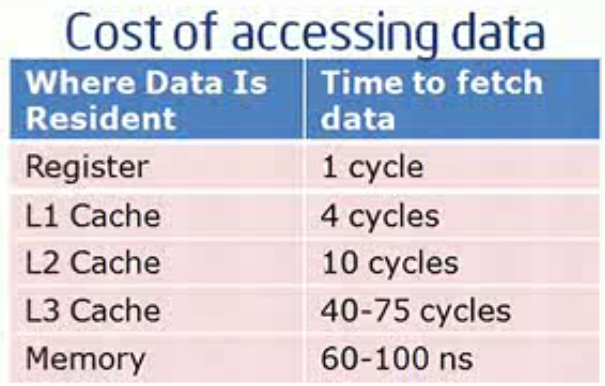 Cost of accessing data
Where Data Is Resident Time to fetch data
Register 1 cycle
L1 Cache 4 cycles
L2 Cache 10 cycles
L3 Cache 40-75 cycles
Memory 60-100 ns